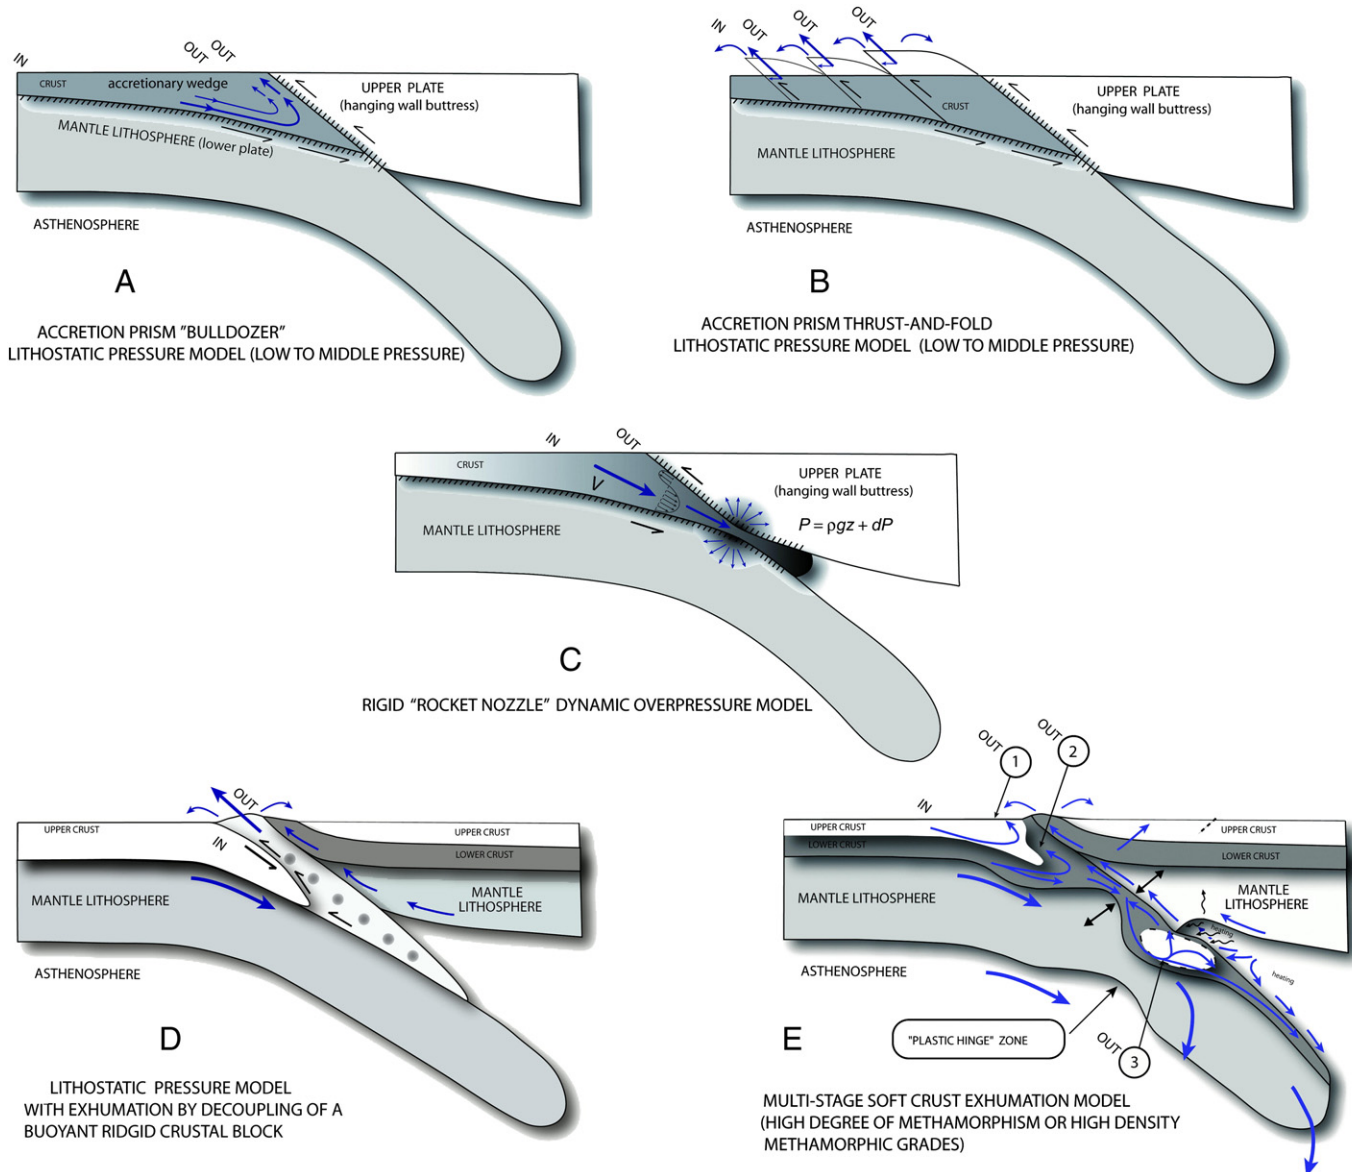 IN
OUT
OUT
CRUST
accretionary wedge
UPPER PLATE
(hanging wall buttress)
MANTLE LITHOSPHERE (lower plate)
ASTHENOSPHERE
A
ACCRETION PRISM "BULLDOZER"
LITHOSTATIC PRESSURE MODEL (LOW TO MIDDLE PRESSURE)
IN
OUT
OUT
OUT
UPPER PLATE
(hanging wall buttress)
CRUST
MANTLE LITHOSPHERE
ASTHENOSPHERE
B
ACCRETION PRISM THRUST-AND-FOLD
LITHOSTATIC PRESSURE MODEL (LOW TO MIDDLE PRESSURE)
IN
OUT
CRUST
V
UPPER PLATE
(hanging wall buttress)
P = ρgz + dP
MANTLE LITHOSPHERE
C
RIGID "ROCKET NOZZLE" DYNAMIC OVERPRESSURE MODEL
OUT
IN
UPPER CRUST
UPPER CRUST
LOWER CRUST
MANTLE LITHOSPHERE
MANTLE
LITHOSPHERE
ASTHENOSPHERE
D
LITHOSTATIC PRESSURE MODEL
WITH EXHUMATION BY DECOUPLING OF A
BUOYANT RIDGID CRUSTAL BLOCK
OUT
1
OUT
2
IN
UPPER CRUST
LOWER CRUST
UPPER CRUST
LOWER CRUST
MANTLE LITHOSPHERE
MANTLE
LITHOSPHERE
heating
heating
ASTHENOSPHERE
"PLASTIC HINGE" ZONE
OUT
3
E
MULTI-STAGE SOFT CRUST EXHUMATION MODEL
(HIGH DEGREE OF METAMORPHISM OR HIGH DENSITY
METAMORPHIC GRADES)